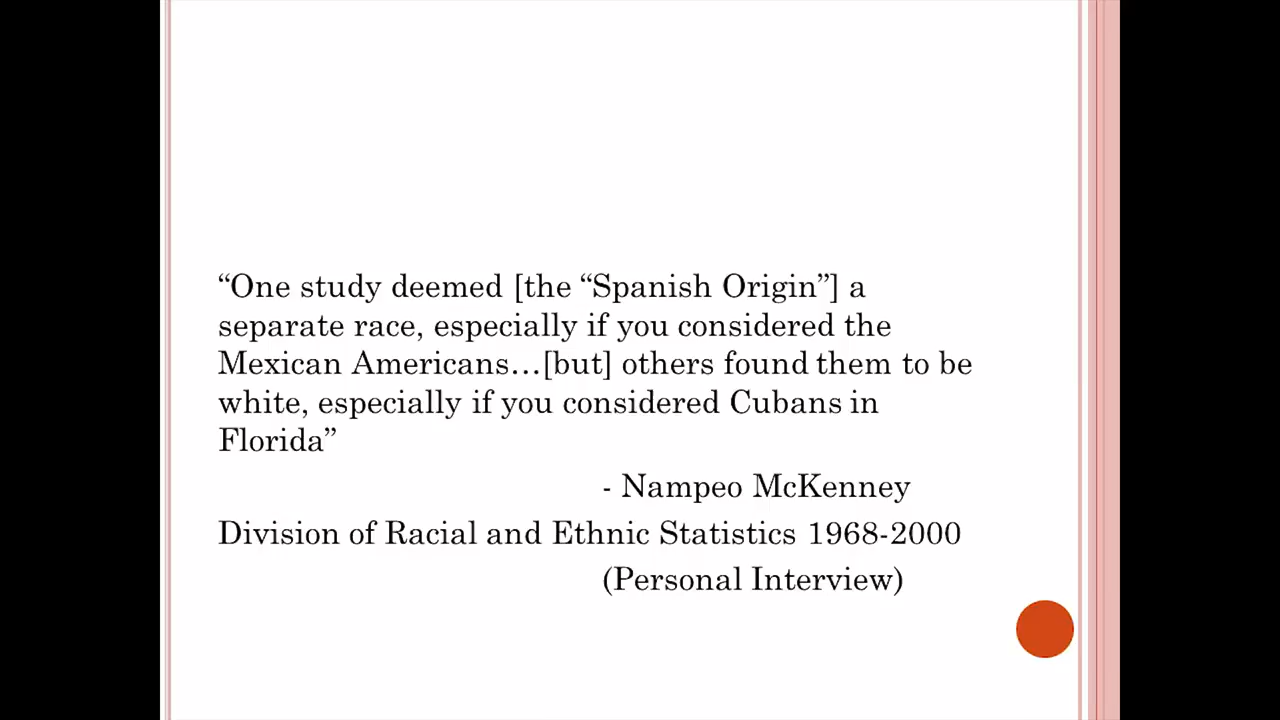 “One study deemed [the “Spanish Origin”] a
separate race, especially if you considered the
Mexican Americans…[but] others found them to be
white, especially if you considered Cubans in
Florida”
- Nampeo McKenney
Division of Racial and Ethnic Statistics 1968-2000
(Personal Interview)